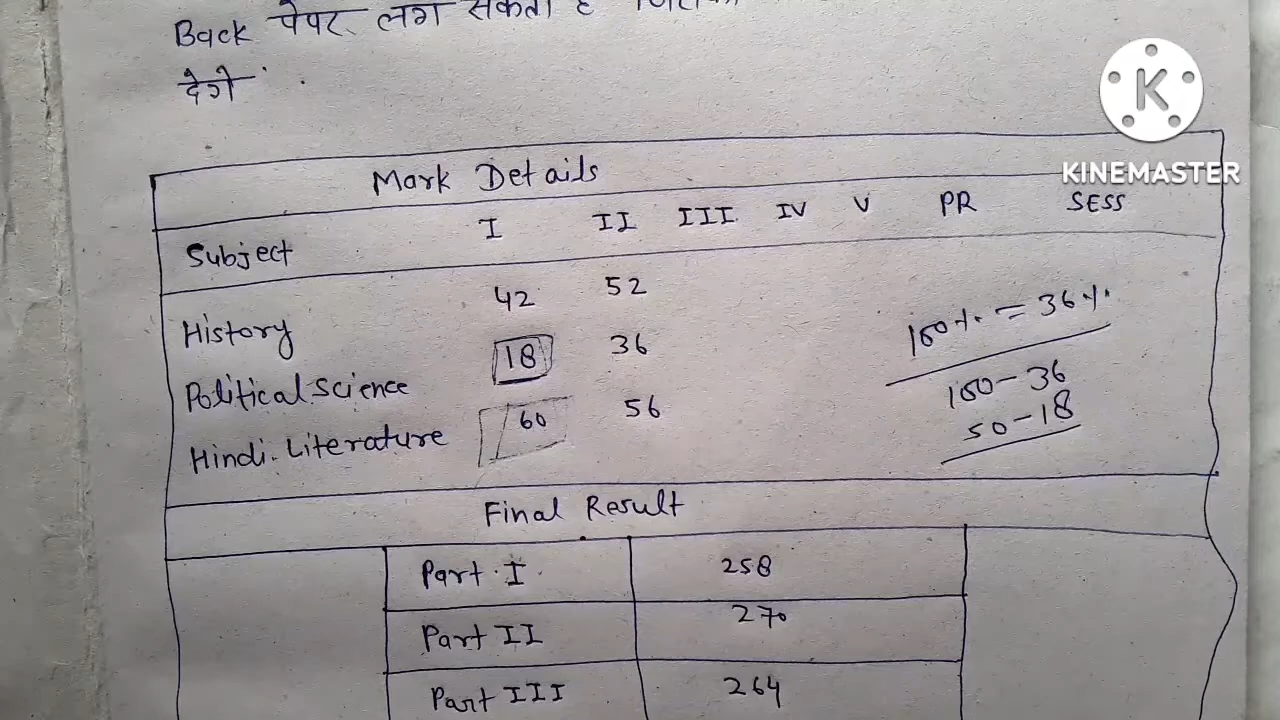 Back पेपर लग सकता है
देगे
K
KINEMASTER
Mark Details
Subject I II III IV V PR SESS
History 42 52
Political Science 18 36
Hindi. Literature 60 56
100% = 36%
100-36
50-18
Final Result
Part I 258
Part II 270
Part III 264